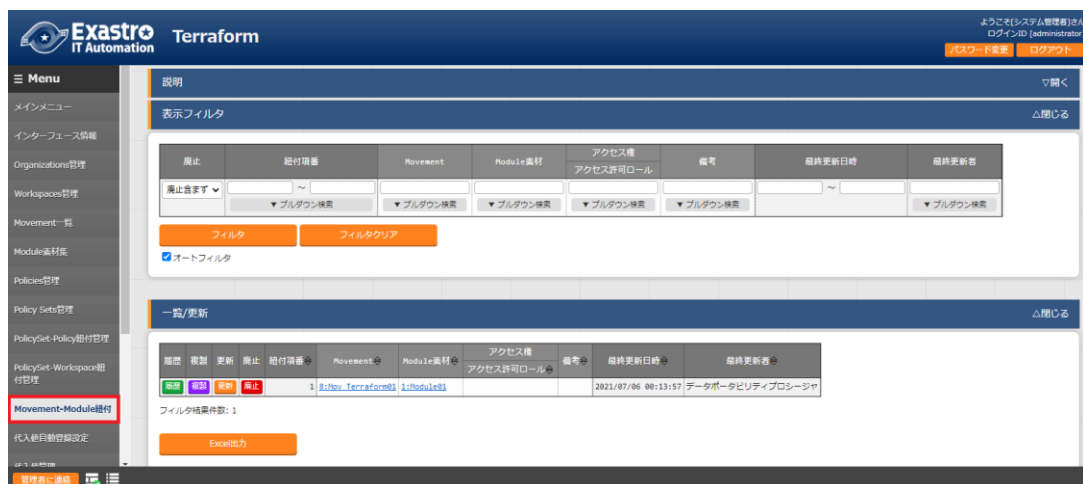 Exastro
IT Automation
Terraform
ようこそ[システム管理者]さん
ログインID [administrator
パスワード変更
ログアウト
Menu
メインメニュー
インターフェース情報
Organizations管理
Workspaces管理
Movement一覧
Module素材集
Policies管理
Policy Sets管理
PolicySet-Policy紐付管理
PolicySet-Workspace紐
付管理
Movement-Module紐付
代入値自動登録設定
代入値管理
管理者に連絡
説明
▽開く
表示フィルタ
△閉じる
廃止 紐付項番 Movement Module素材 アクセス権 備考 最終更新日時 最終更新者
アクセス許可ロール
廃止含まず ~ ~
▼ プルダウン検索 ▼ プルダウン検索 ▼ プルダウン検索 ▼ プルダウン検索 ▼ プルダウン検索 ▼ プルダウン検索
フィルタ フィルタクリア
オートフィルタ
一覧/更新
△閉じる
履歴 複製 更新 廃止 紐付項番 Movement Module素材 アクセス権 備考 最終更新日時 最終更新者
アクセス許可ロール
履歴 複製 更新 廃止 1 8:Mov Terraform01 1:Module01 2021/07/06 00:13:57 データポータビリティプロシージャ
フィルタ結果件数: 1
Excel出力